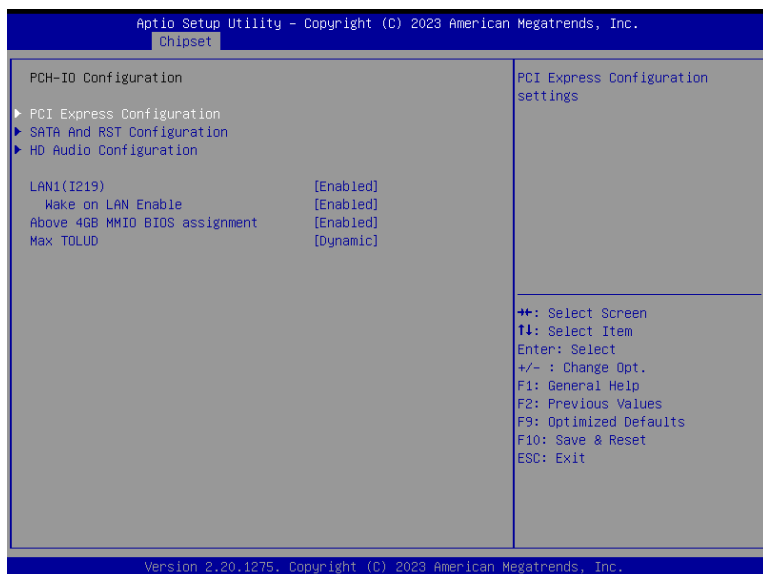 Aptio Setup Utility – Copyright (C) 2023 American Megatrends, Inc.
Chipset
PCH-IO Configuration
PCI Express Configuration
SATA And RST Configuration
HD Audio Configuration
LAN1(I219) [Enabled]
Wake on LAN Enable [Enabled]
Above 4GB MMIO BIOS assignment [Enabled]
Max TOLUD [Dynamic]
PCI Express Configuration
settings
→←: Select Screen
↑↓: Select Item
Enter: Select
+/- : Change Opt.
F1: General Help
F2: Previous Values
F9: Optimized Defaults
F10: Save & Reset
ESC: Exit
Version 2.20.1275. Copyright (C) 2023 American Megatrends, Inc.